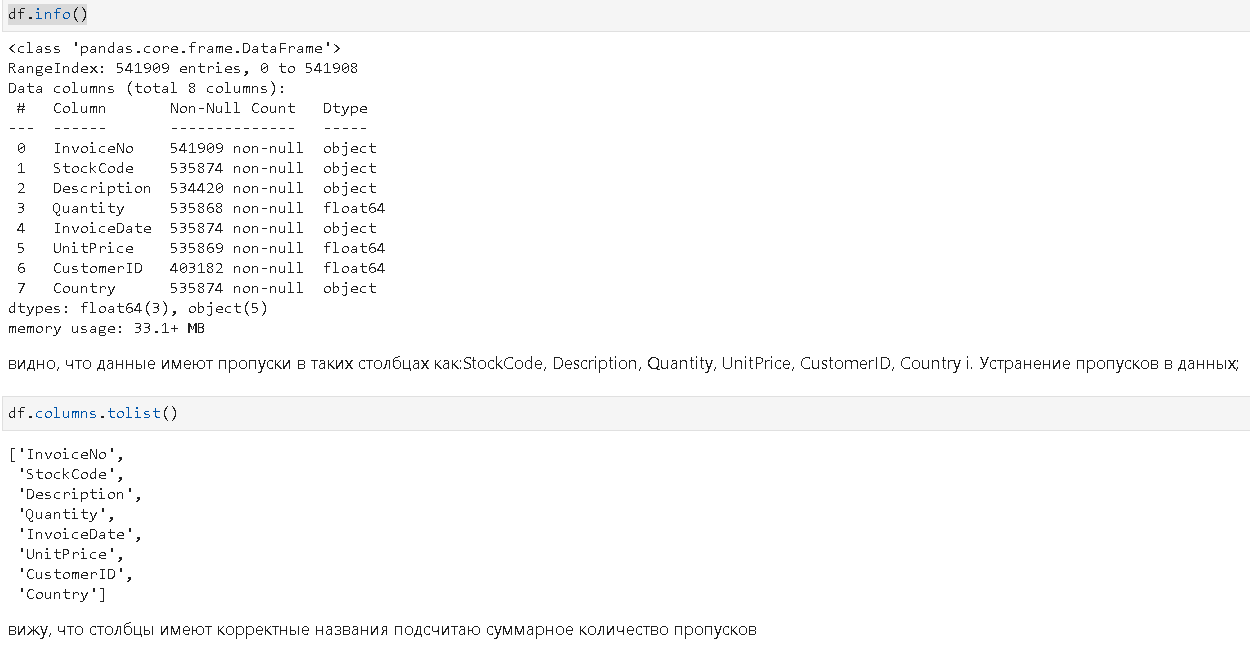 df.info()
<class 'pandas.core.frame.DataFrame'>
RangeIndex: 541909 entries, 0 to 541908
Data columns (total 8 columns):
#   Column       Non-Null Count   Dtype
---  ------       --------------   -----
0   InvoiceNo    541909 non-null  object
1   StockCode    535874 non-null  object
2   Description  534420 non-null  object
3   Quantity     535868 non-null  float64
4   InvoiceDate  535874 non-null  object
5   UnitPrice    535869 non-null  float64
6   CustomerID   403182 non-null  float64
7   Country      535874 non-null  object
dtypes: float64(3), object(5)
memory usage: 33.1+ MB
видно, что данные имеют пропуски в таких столбцах как:StockCode, Description, Quantity, UnitPrice, CustomerID, Country i. Устранение пропусков в данных;
df.columns.tolist()
['InvoiceNo',
'StockCode',
'Description',
'Quantity',
'InvoiceDate',
'UnitPrice',
'CustomerID',
'Country']
вижу, что столбцы имеют корректные названия подсчитаю суммарное количество пропусков